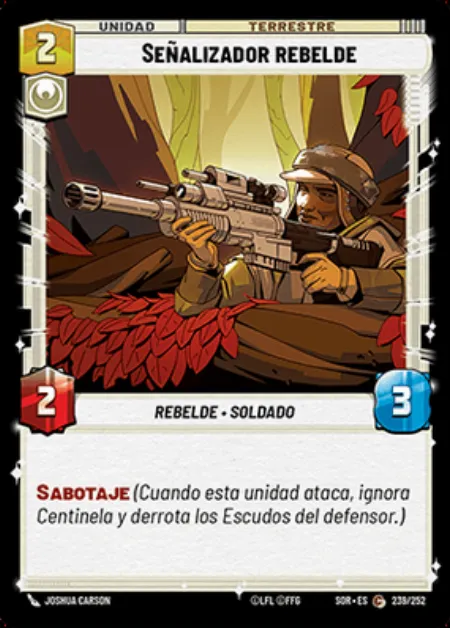 UNIDAD TERRESTRE
2 SEÑALIZADOR REBELDE
2 REBELDE • SOLDADO 3
SABOTAJE (Cuando esta unidad ataca, ignora
Centinela y derrota los Escudos del defensor.)
JOSHUA CARSON ©LFL ©FFG SOR • ES C 239/252